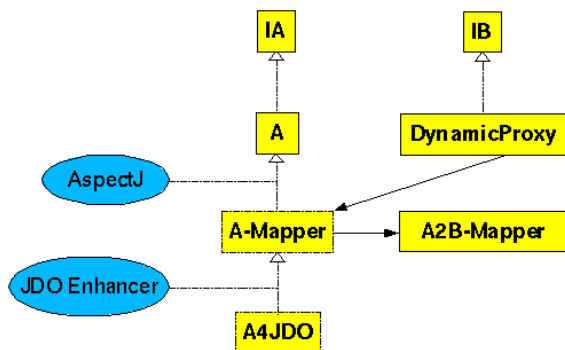 IA
IB
A
DynamicProxy
AspectJ
A-Mapper
A2B-Mapper
JDO Enhancer
A4JDO